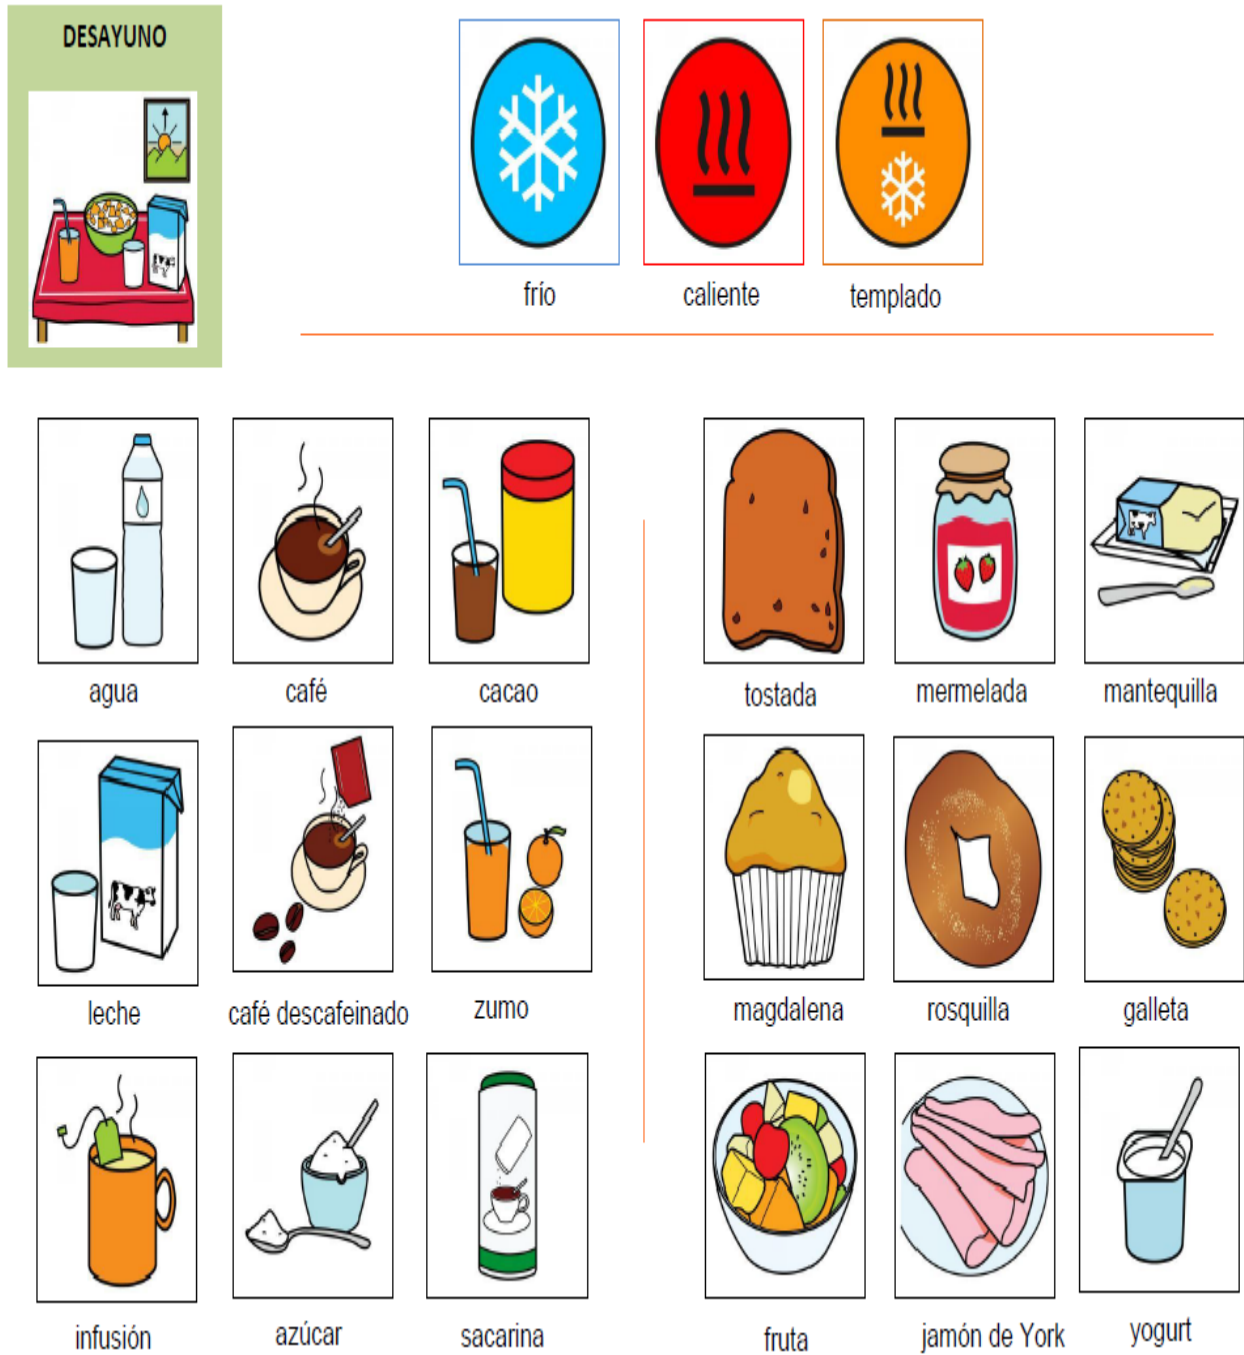 DESAYUNO
frío caliente templado
agua café cacao tostada mermelada mantequilla
leche café descafeinado zumo magdalena rosquilla galleta
infusión azúcar sacarina fruta jamón de York yogurt